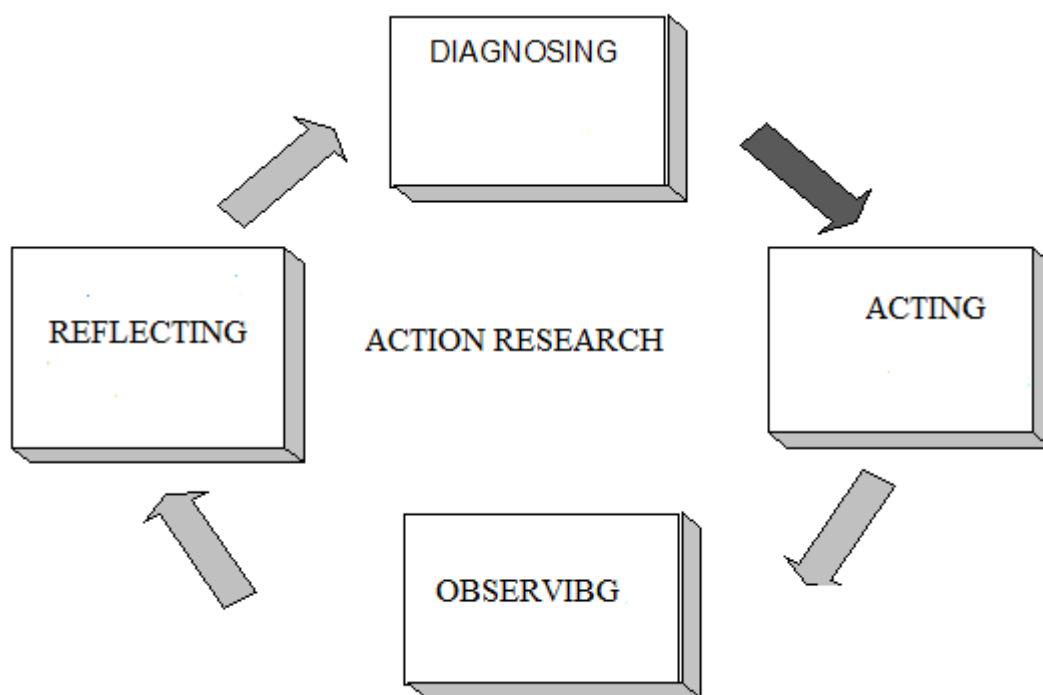 DIAGNOSING
ACTING
REFLECTING
ACTION RESEARCH
OBSERVIBG